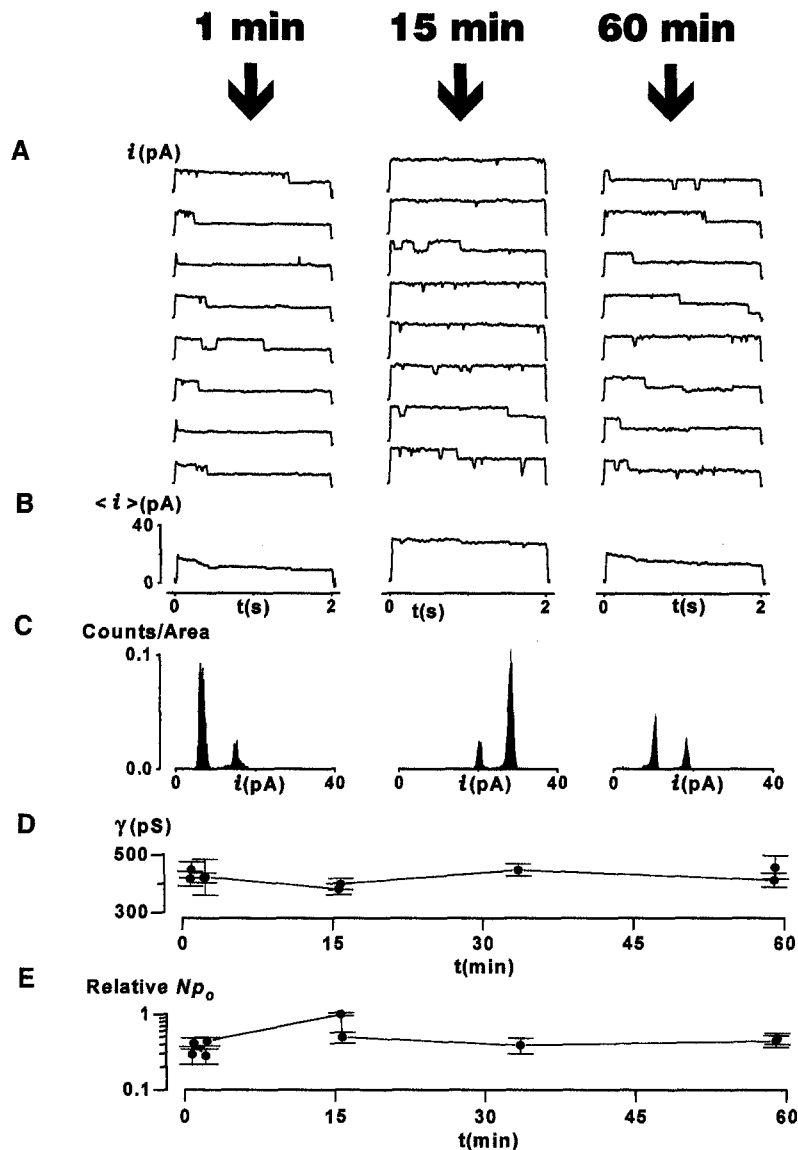 1 min 15 min 60 min
A
i(pA)
B
<i>(pA)
40
0
0 t(s) 2 0 t(s) 2 0 t(s) 2
C
Counts/Area
0.1
0.0
0 i(pA) 40 0 i(pA) 40 0 i(pA) 40
D
γ(pS)
500
300
0 15 30 45 60
t(min)
E
Relative Npo
1
0.1
0 15 30 45 60
t(min)